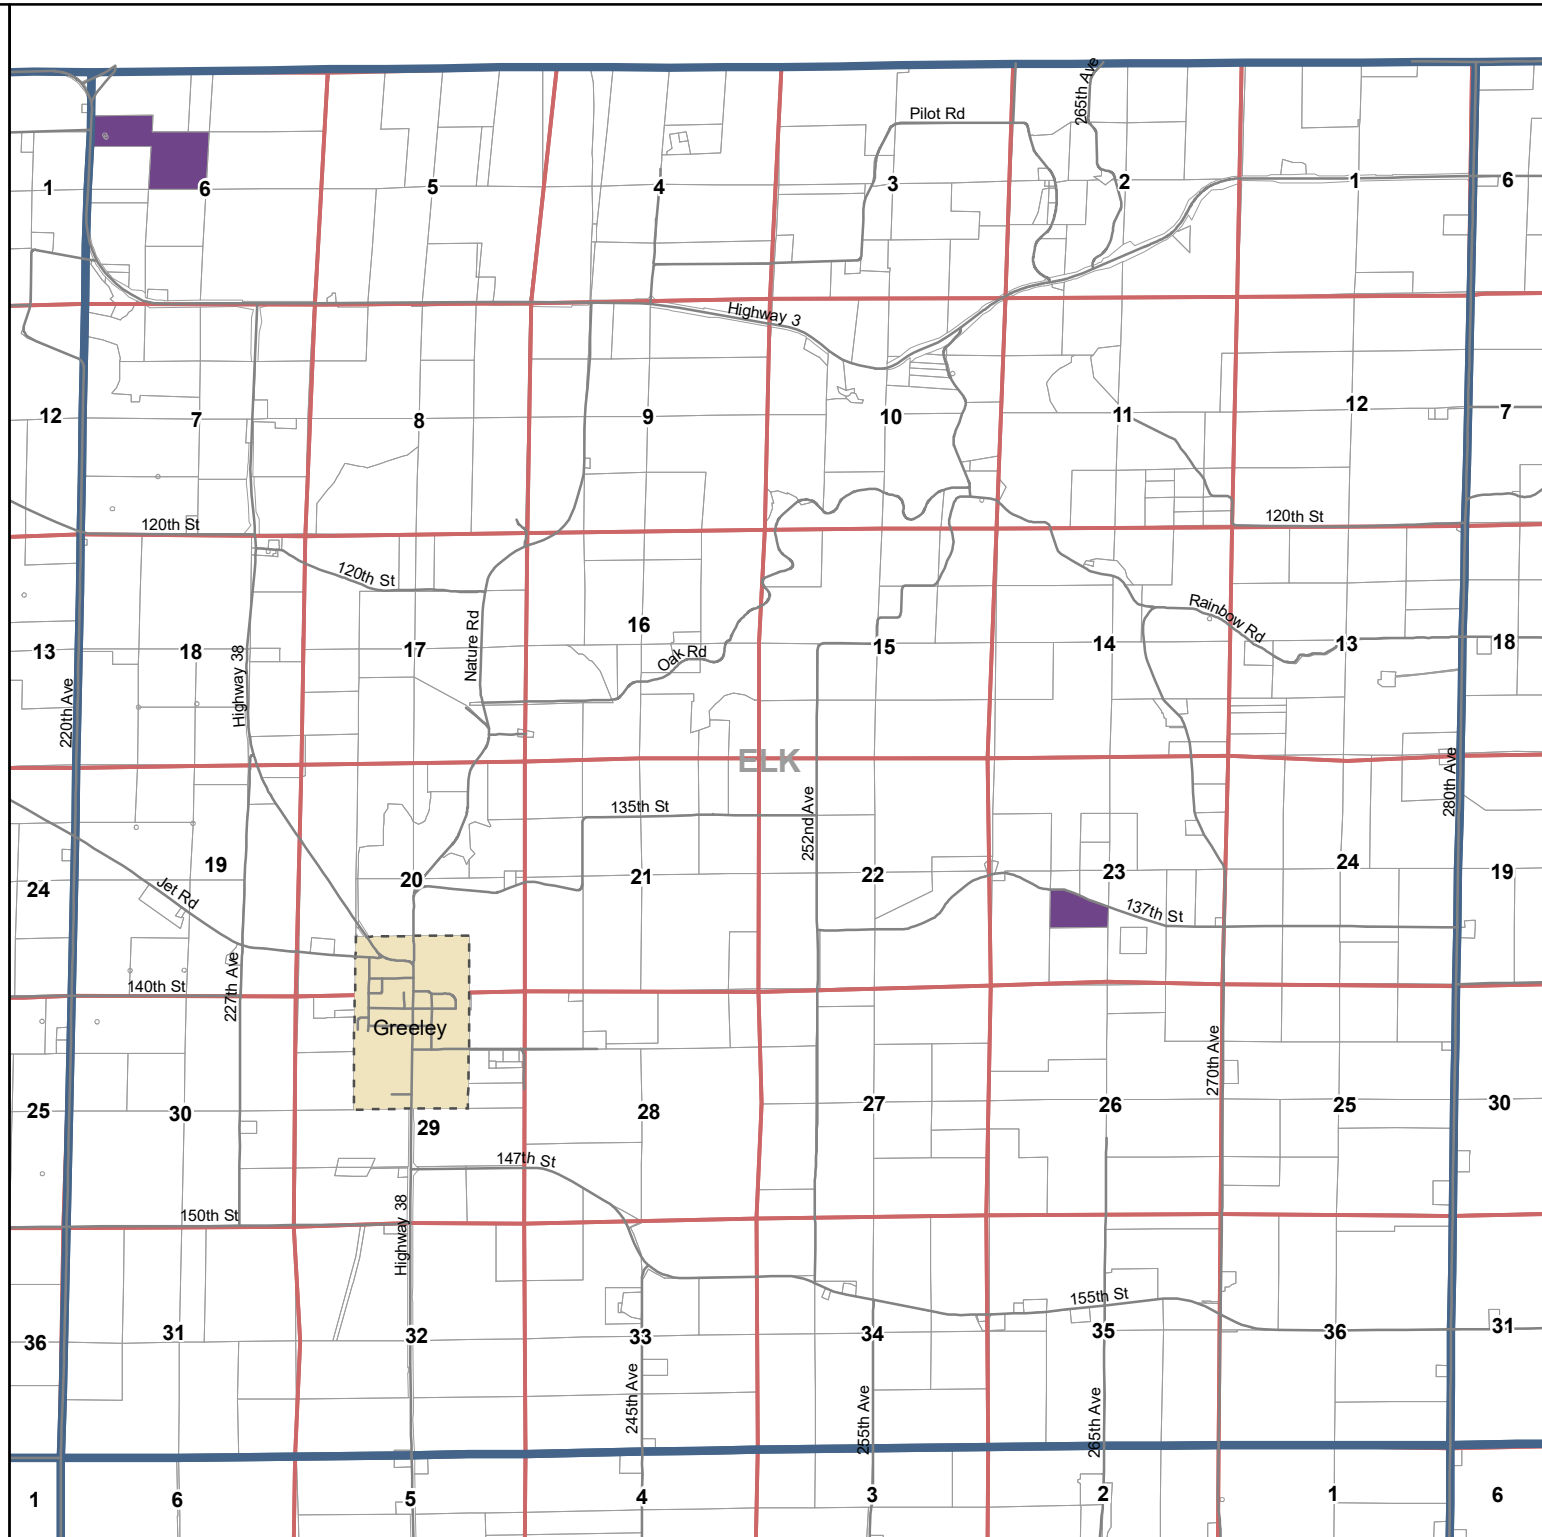 265th Ave
Pilot Rd
1
6
5
4
3
2
1
6
Highway 3
12
7
8
9
10
11
12
7
120th St
120th St
120th St
Rainbow Rd
Nature Rd
16
13
18
Highway 38
17
Oak Rd
15
14
13
18
220th Ave
ELK
280th Ave
135th St
252nd Ave
19
20
21
22
23
24
19
24
Jet Rd
137th St
227th Ave
140th St
Greeley
270th Ave
25
30
29
28
27
26
25
30
147th St
150th St
Highway 38
155th St
36
31
32
33
34
35
36
31
245th Ave
255th Ave
265th Ave
1
6
5
4
3
2
1
6